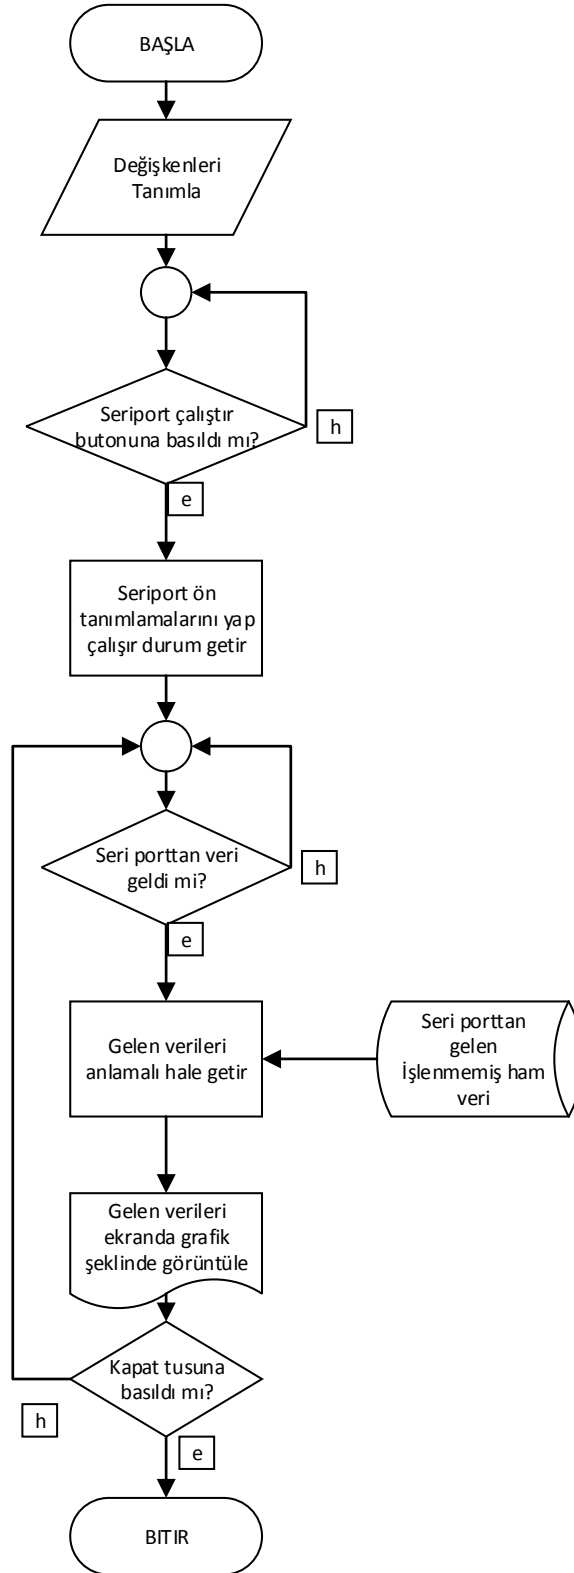 BAŞLA
Değişkenleri
Tanımla
Seriport çalıştır
butonuna basıldı mı?
h
e
Seriport ön
tanımlamalarını yap
çalışır durum getir
Seri porttan veri
geldi mi?
h
e
Gelen verileri
anlamalı hale getir
Seri porttan
gelen
İşlenmemiş ham
veri
Gelen verileri
ekranda grafik
şeklinde görüntüle
Kapat tusuna
basıldı mı?
h
e
BITIR